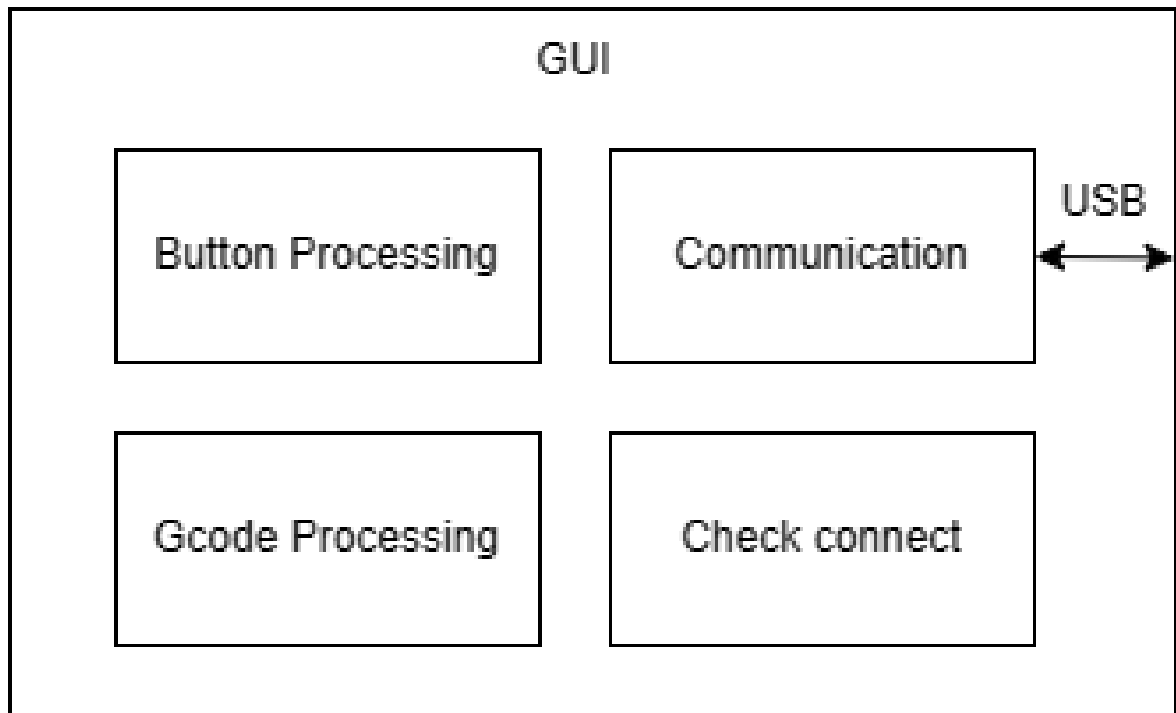 GUI
Button Processing
Communication
USB
Gcode Processing
Check connect